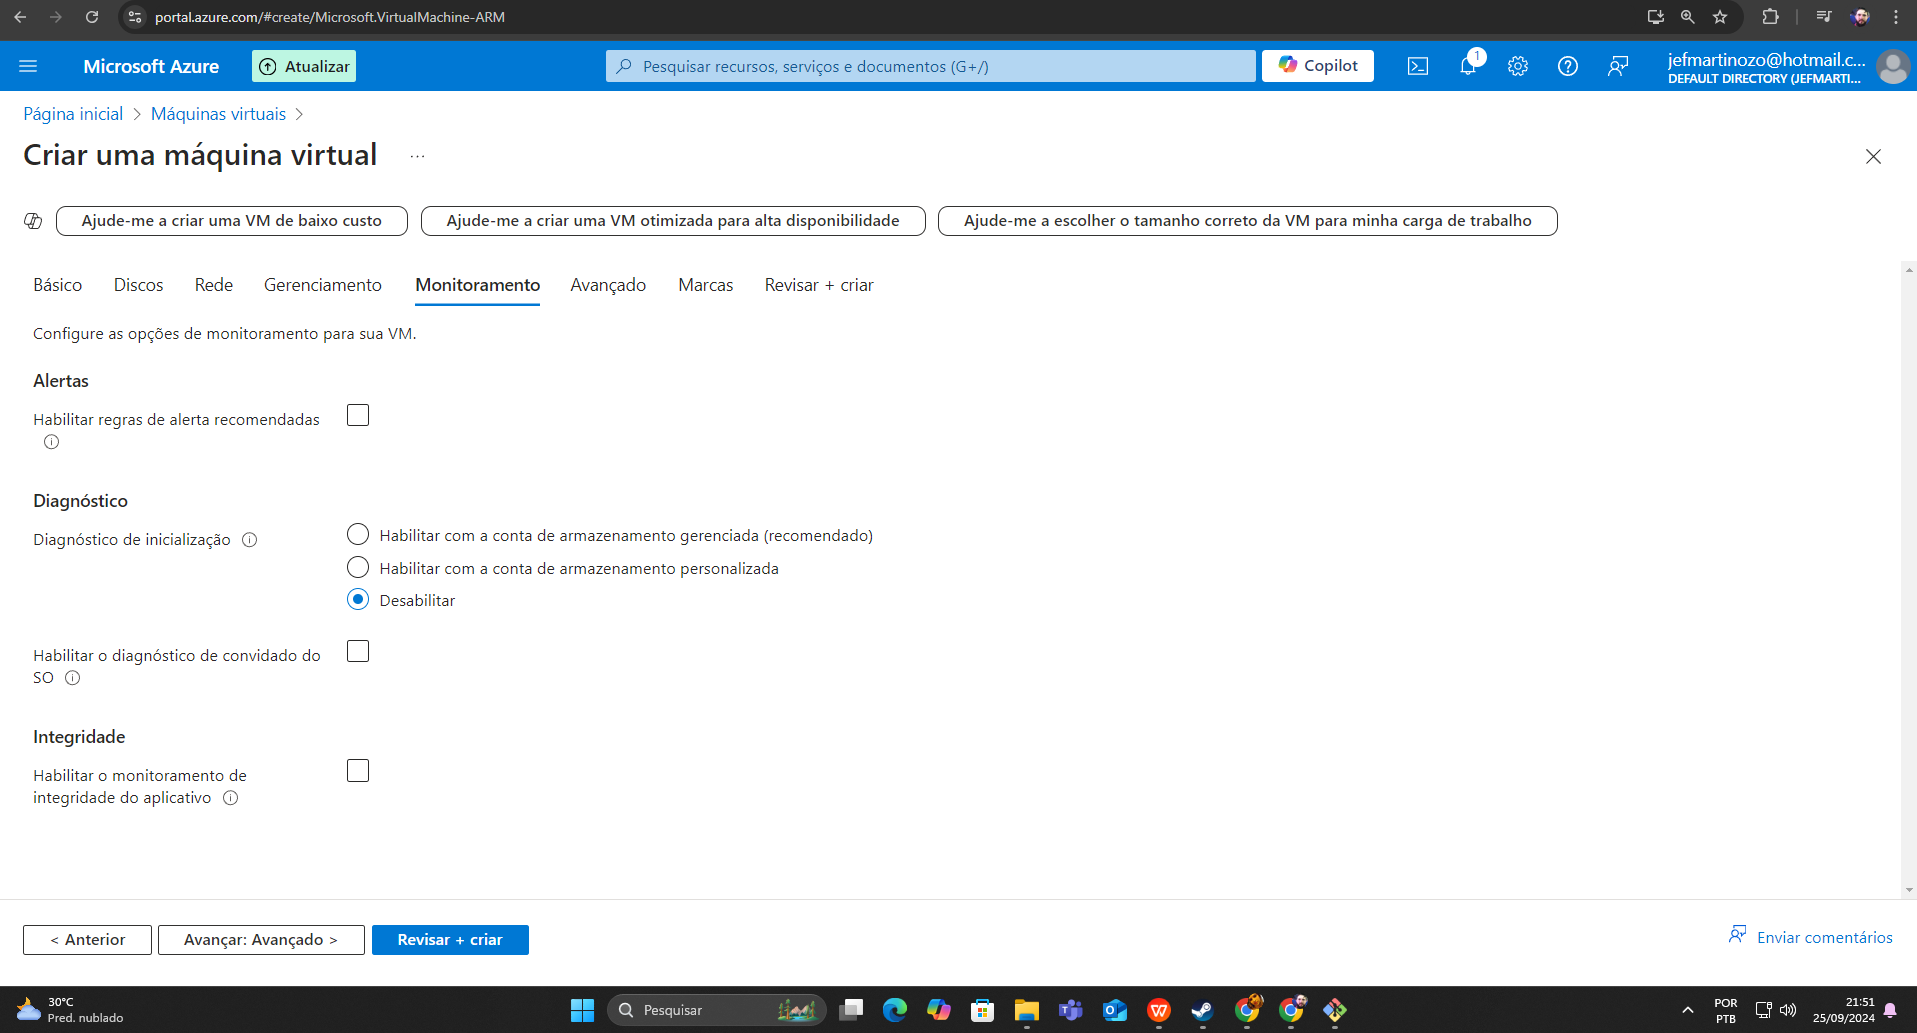 portal.azure.com/#create/Microsoft.VirtualMachine-ARM
Microsoft Azure
Atualizar
Pesquisar recursos, serviços e documentos (G+/)
Copilot
1
jefmartinozo@hotmail.c...
DEFAULT DIRECTORY (JEFMARTI...
Página inicial > Máquinas virtuais >
Criar uma máquina virtual ...
Ajude-me a criar uma VM de baixo custo
Ajude-me a criar uma VM otimizada para alta disponibilidade
Ajude-me a escolher o tamanho correto da VM para minha carga de trabalho
Básico Discos Rede Gerenciamento Monitoramento Avançado Marcas Revisar + criar
Configure as opções de monitoramento para sua VM.
Alertas
Habilitar regras de alerta recomendadas
Diagnóstico
Diagnóstico de inicialização
Habilitar com a conta de armazenamento gerenciada (recomendado)
Habilitar com a conta de armazenamento personalizada
Desabilitar
Habilitar o diagnóstico de convidado do
SO
Integridade
Habilitar o monitoramento de
integridade do aplicativo
< Anterior
Avançar: Avançado >
Revisar + criar
Enviar comentários
30°C
Pred. nublado
Pesquisar
POR
PTB
21:51
25/09/2024